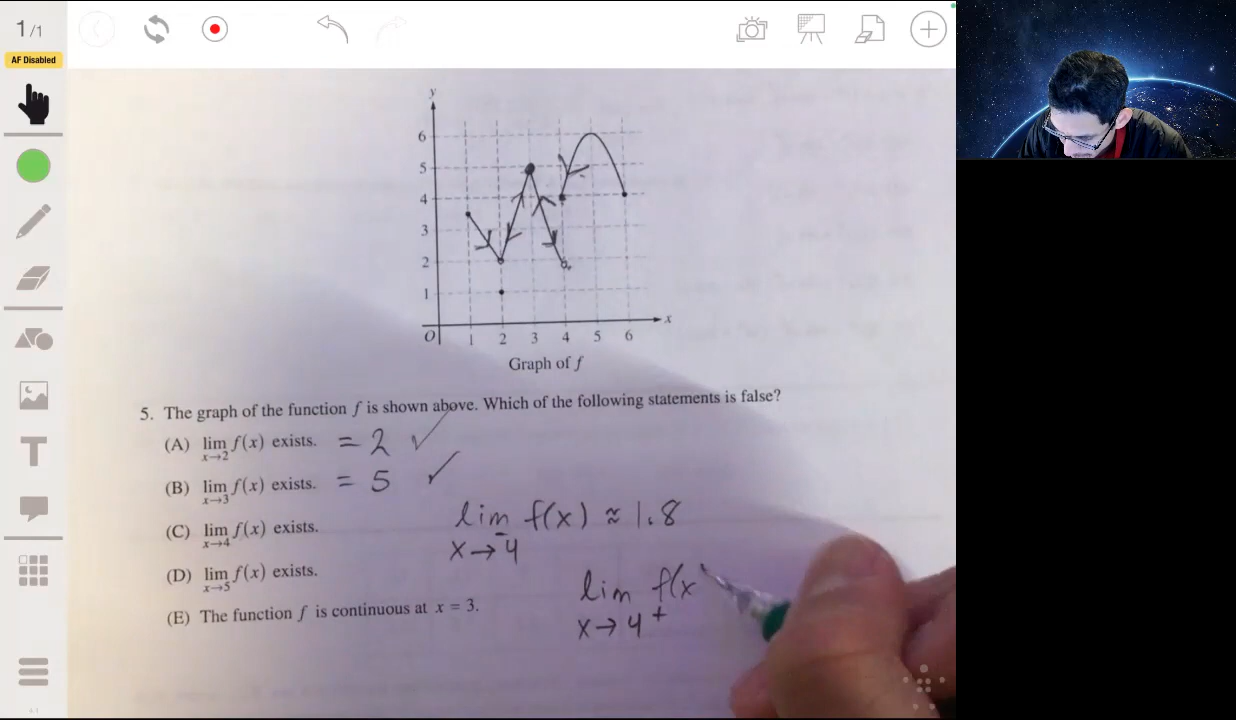 1/1
AF Disabled
T
y
6
5
4
3
2
1
O 1 2 3 4 5 6 x
Graph of f
5. The graph of the function f is shown above. Which of the following statements is false?
(A) lim x→2 f(x) exists. = 2 ✓
(B) lim x→3 f(x) exists. = 5 ✓
lim x→4⁻ f(x) ≈ 1.8
(C) lim x→4 f(x) exists.
(D) lim x→5 f(x) exists.
lim x→4⁺ f(x
(E) The function f is continuous at x = 3.